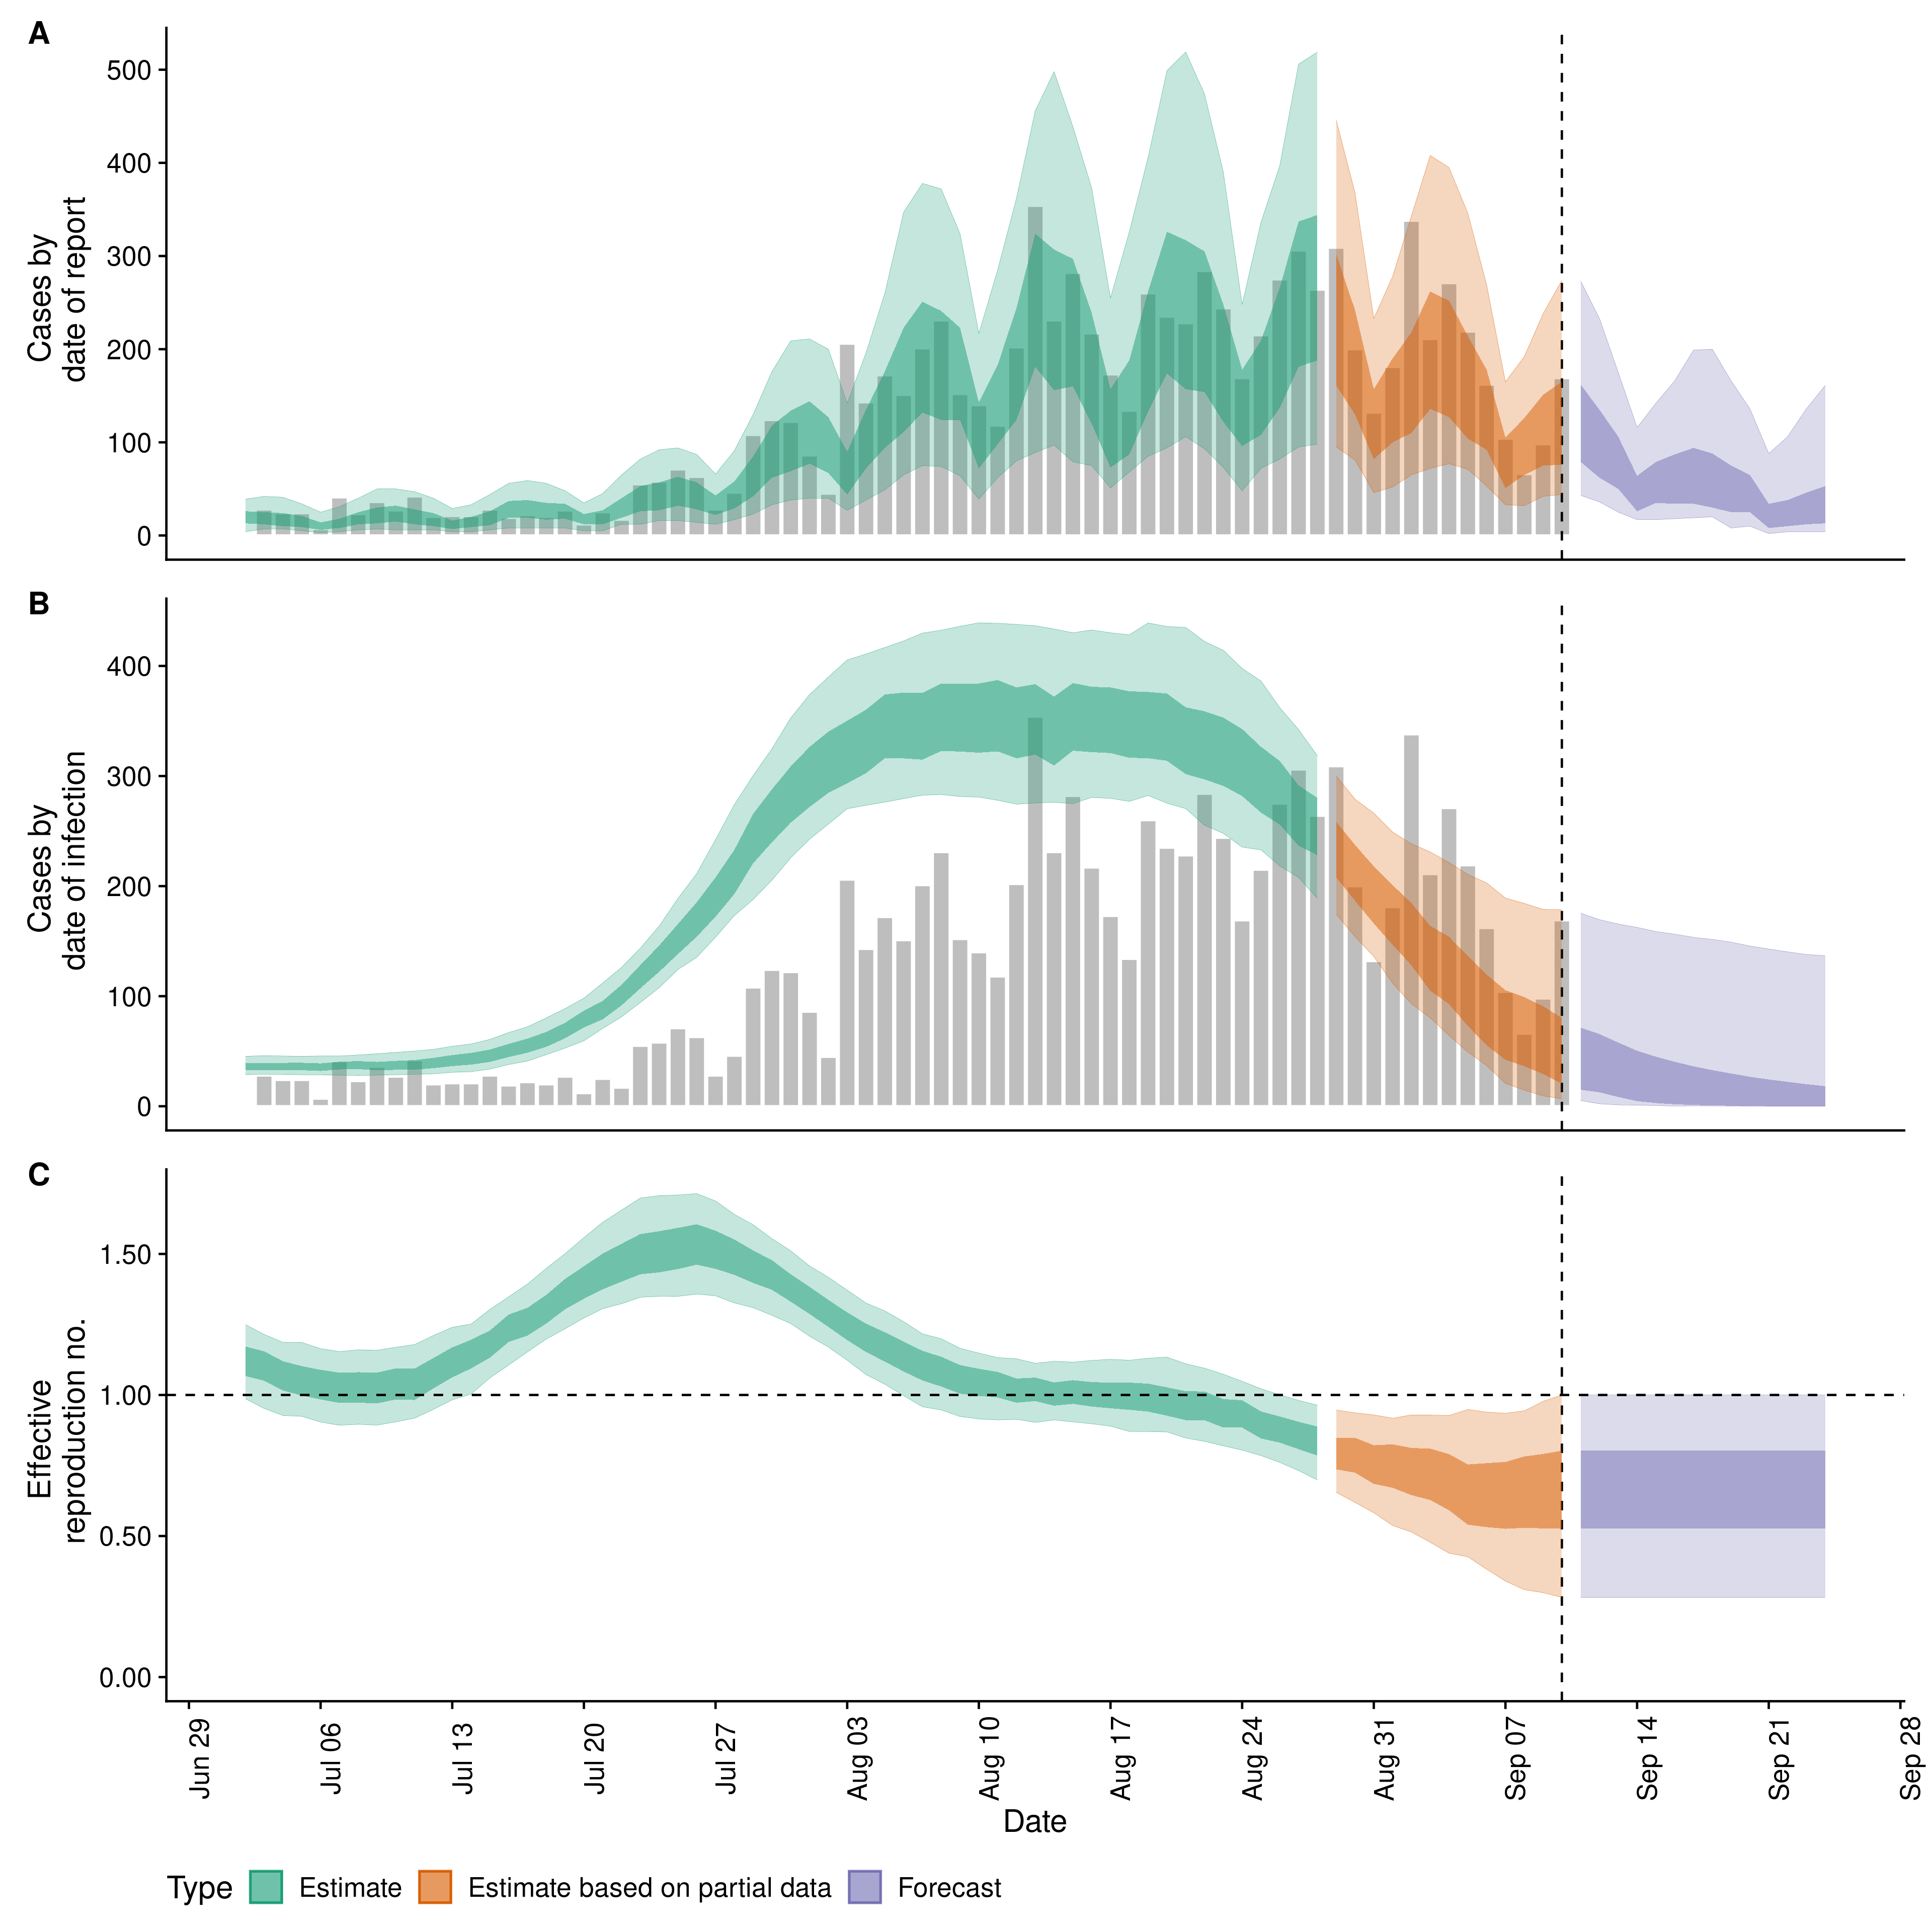 A
Cases by
date of report
500
400
300
200
100
0
B
Cases by
date of infection
400
300
200
100
0
C
Effective
reproduction no.
1.50
1.00
0.50
0.00
Jun 29
Jul 06
Jul 13
Jul 20
Jul 27
Aug 03
Aug 10
Aug 17
Aug 24
Aug 31
Sep 07
Sep 14
Sep 21
Sep 28
Date
Type Estimate Estimate based on partial data Forecast